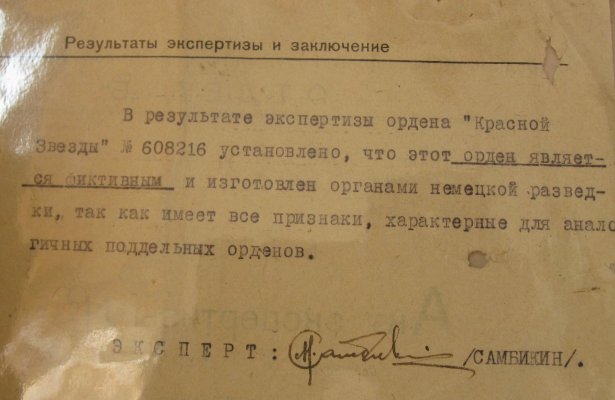 Результаты экспертизы и заключение
В результате экспертизы ордена "Красной
Звезды" № 608216 установлено, что этот орден являет-
ся фиктивным и изготовлен органами немецкой развед-
ки, так как имеет все признаки, характерные для анало
гичных поддельных орденов.
ЭКСПЕРТ: /САМБИКИН/.